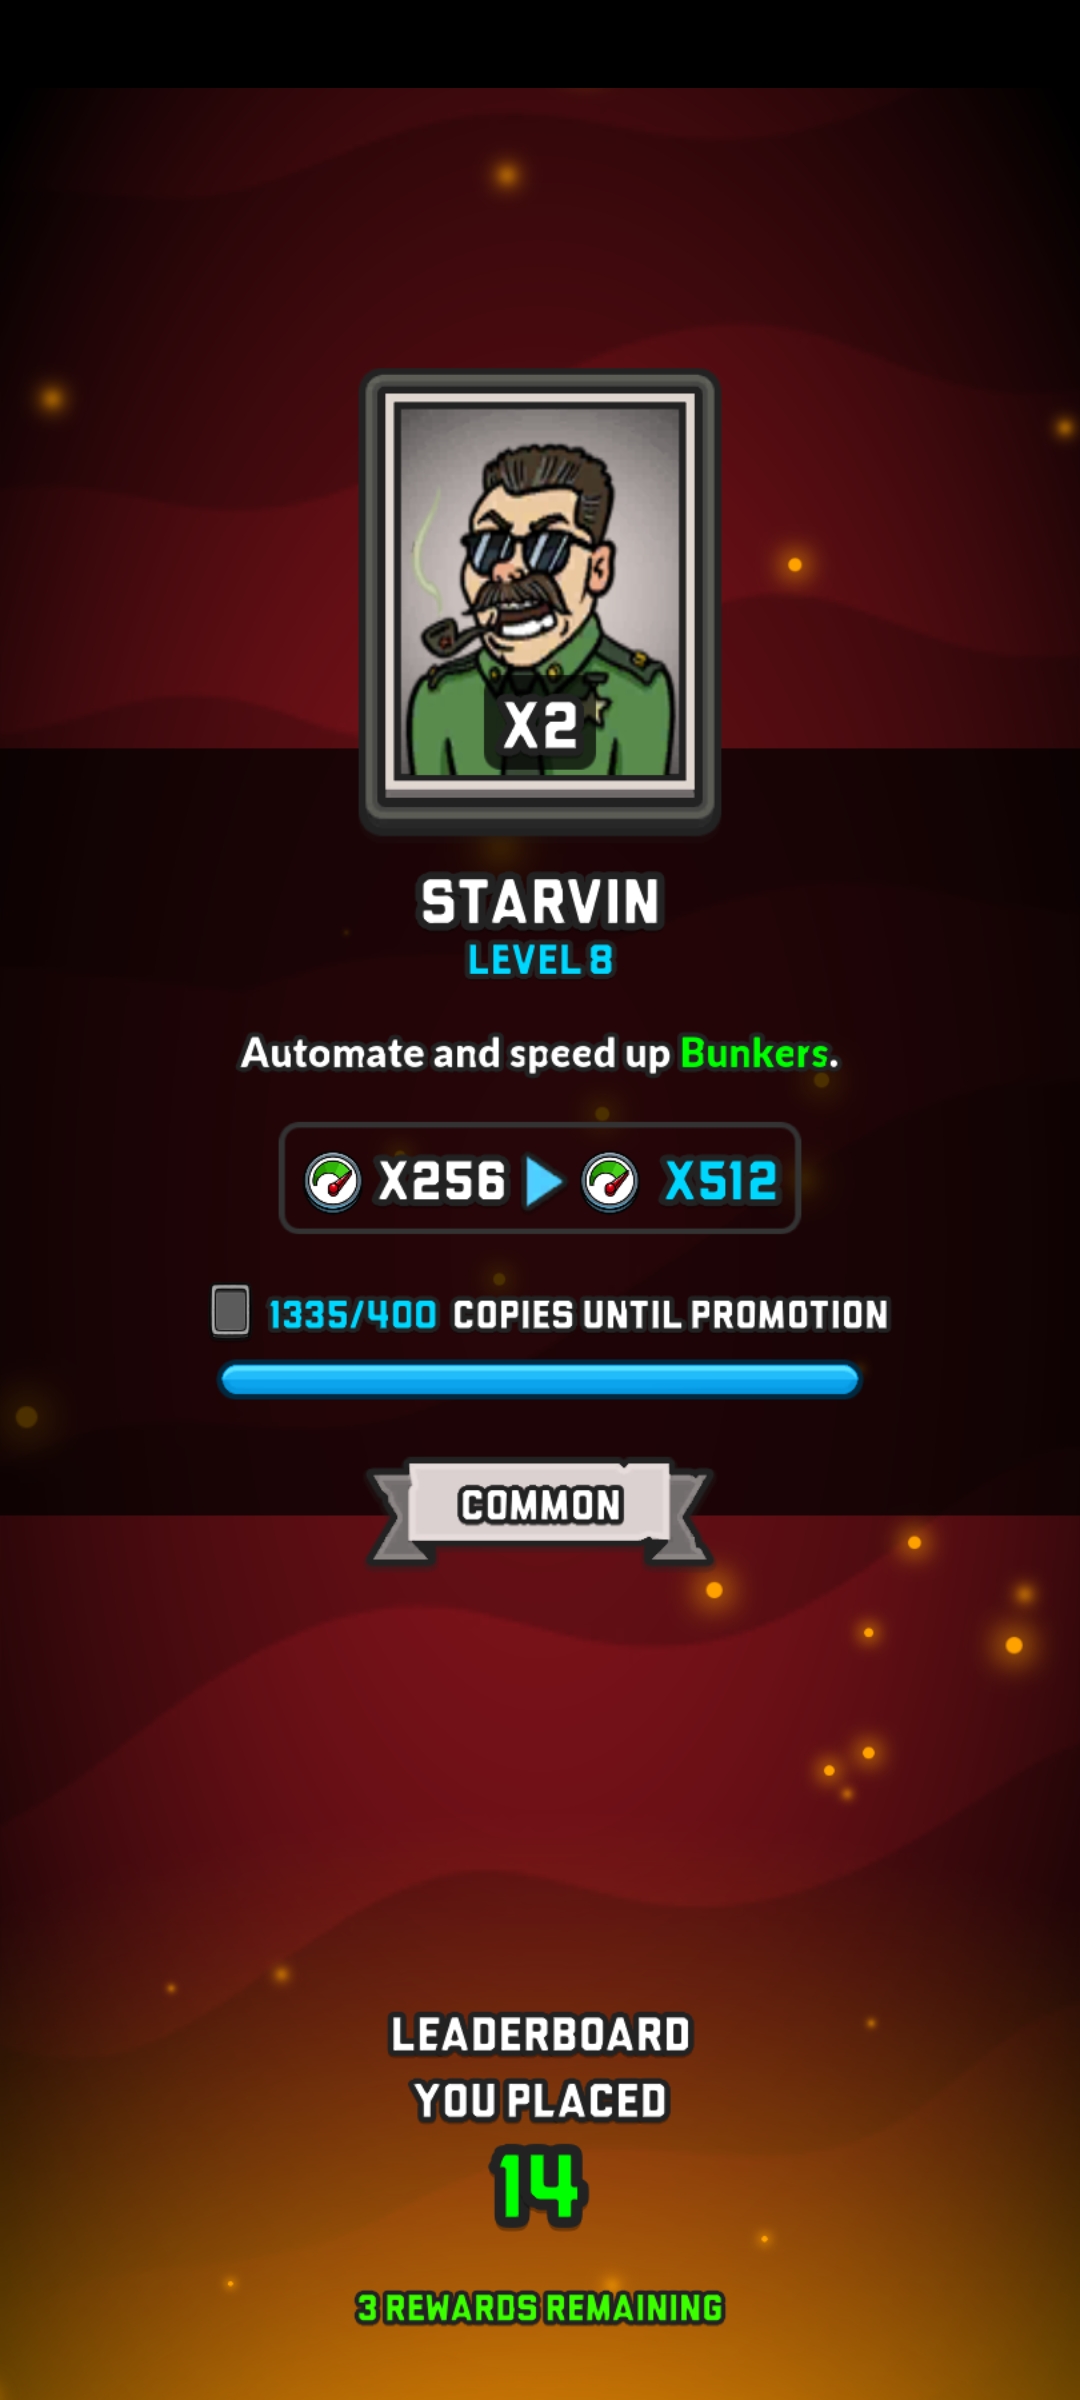 X2
STARVIN
LEVEL 8
Automate and speed up Bunkers.
X256 X512
1335/400 COPIES UNTIL PROMOTION
COMMON
LEADERBOARD
YOU PLACED
14
3 REWARDS REMAINING